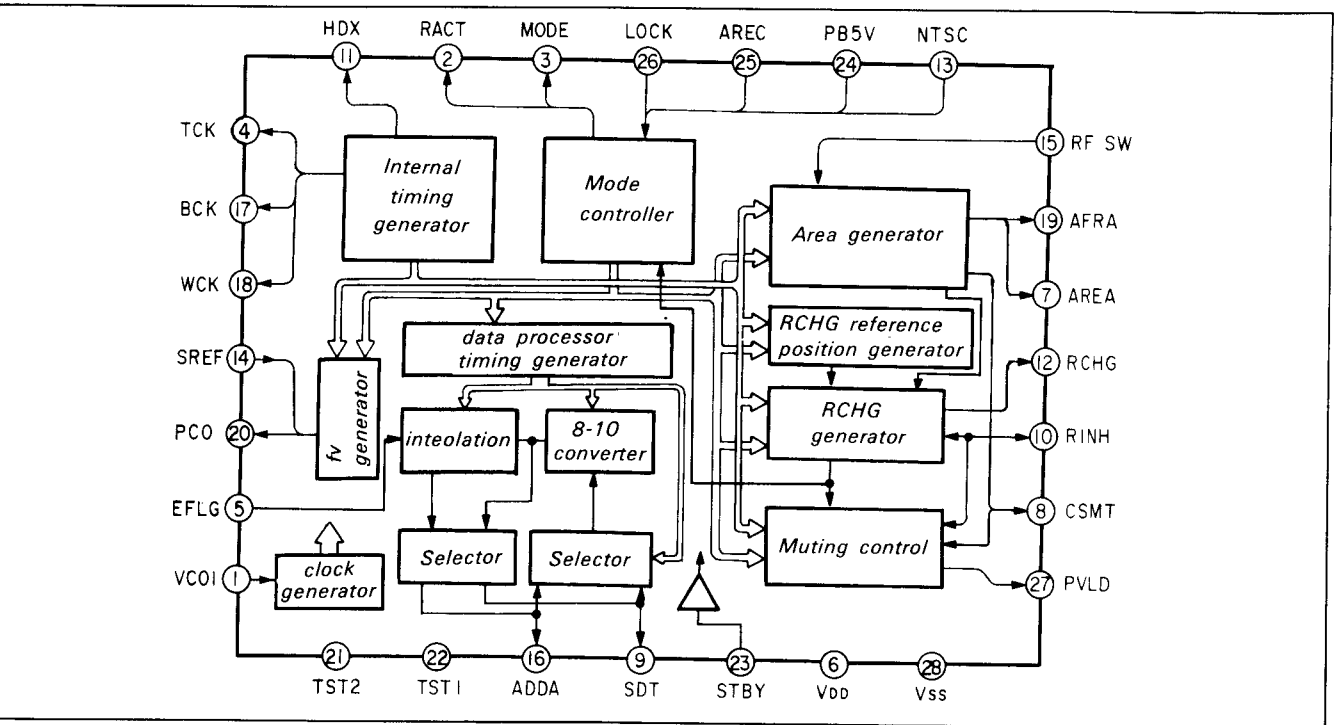 HDX RACT MODE LOCK AREC PB5V NTSC
11 2 3 26 25 24 13
TCK 4
15 RF SW
Internal
timing
generator
Mode
controller
BCK 17
Area generator
19 AFRA
WCK 18
7 AREA
data processor
timing generator
RCHG reference
position generator
SREF 14
12 RCHG
fv
generator
inteolation
8-10
converter
RCHG
generator
PCO 20
10 RINH
EFLG 5
8 CSMT
Selector
Selector
Muting control
VCOI 1
clock
generator
27 PVLD
21 22 16 9 23 6 28
TST2 TST1 ADDA SDT STBY VDD VSS